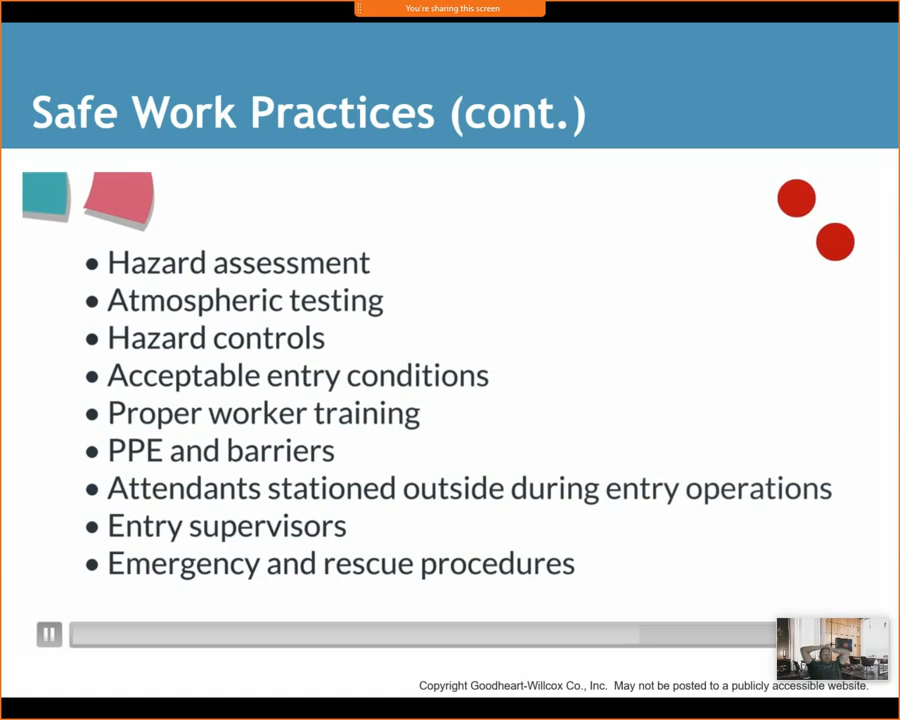 You're sharing this screen
Safe Work Practices (cont.)
• Hazard assessment
• Atmospheric testing
• Hazard controls
• Acceptable entry conditions
• Proper worker training
• PPE and barriers
• Attendants stationed outside during entry operations
• Entry supervisors
• Emergency and rescue procedures
Copyright Goodheart-Willcox Co., Inc. May not be posted to a publicly accessible website.